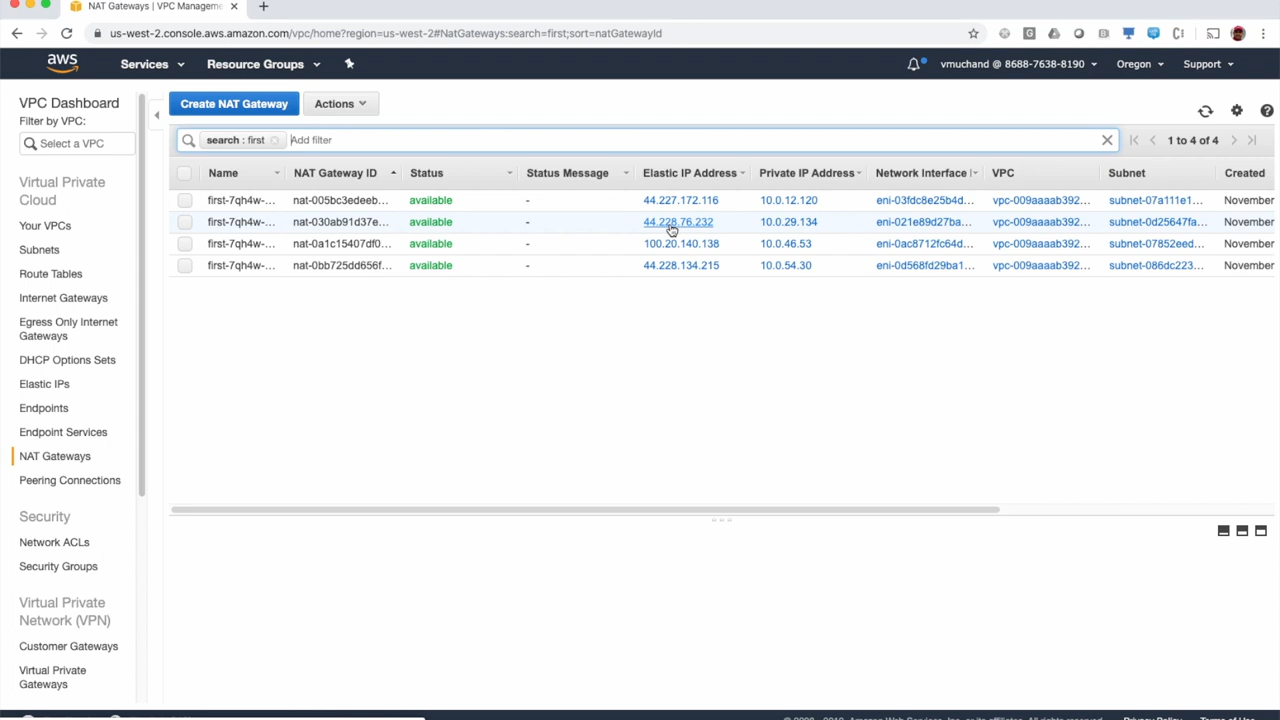 NAT Gateways | VPC Manageme
us-west-2.console.aws.amazon.com/vpc/home?region=us-west-2#NatGateways:search=first;sort=natGatewayId
aws Services Resource Groups vmuchand @ 8688-7638-8190 Oregon Support
VPC Dashboard
Filter by VPC:
Select a VPC
Virtual Private
Cloud
Your VPCs
Subnets
Route Tables
Internet Gateways
Egress Only Internet
Gateways
DHCP Options Sets
Elastic IPs
Endpoints
Endpoint Services
NAT Gateways
Peering Connections
Security
Network ACLs
Security Groups
Virtual Private
Network (VPN)
Customer Gateways
Virtual Private
Gateways
Create NAT Gateway Actions
search : first Add filter 1 to 4 of 4
Name NAT Gateway ID Status Status Message Elastic IP Address Private IP Address Network Interface I VPC Subnet Created
first-7qh4w-... nat-005bc3edeeb... available - 44.227.172.116 10.0.12.120 eni-03fdc8e25b4d... vpc-009aaaab392... subnet-07a111e1... November
first-7qh4w-... nat-030ab91d37e... available - 44.228.76.232 10.0.29.134 eni-021e89d27ba... vpc-009aaaab392... subnet-0d25647fa... November
first-7qh4w-... nat-0a1c15407df0... available - 100.20.140.138 10.0.46.53 eni-0ac8712fc64d... vpc-009aaaab392... subnet-07852eed... November
first-7qh4w-... nat-0bb725dd656f... available - 44.228.134.215 10.0.54.30 eni-0d568fd29ba1... vpc-009aaaab392... subnet-086dc223... November